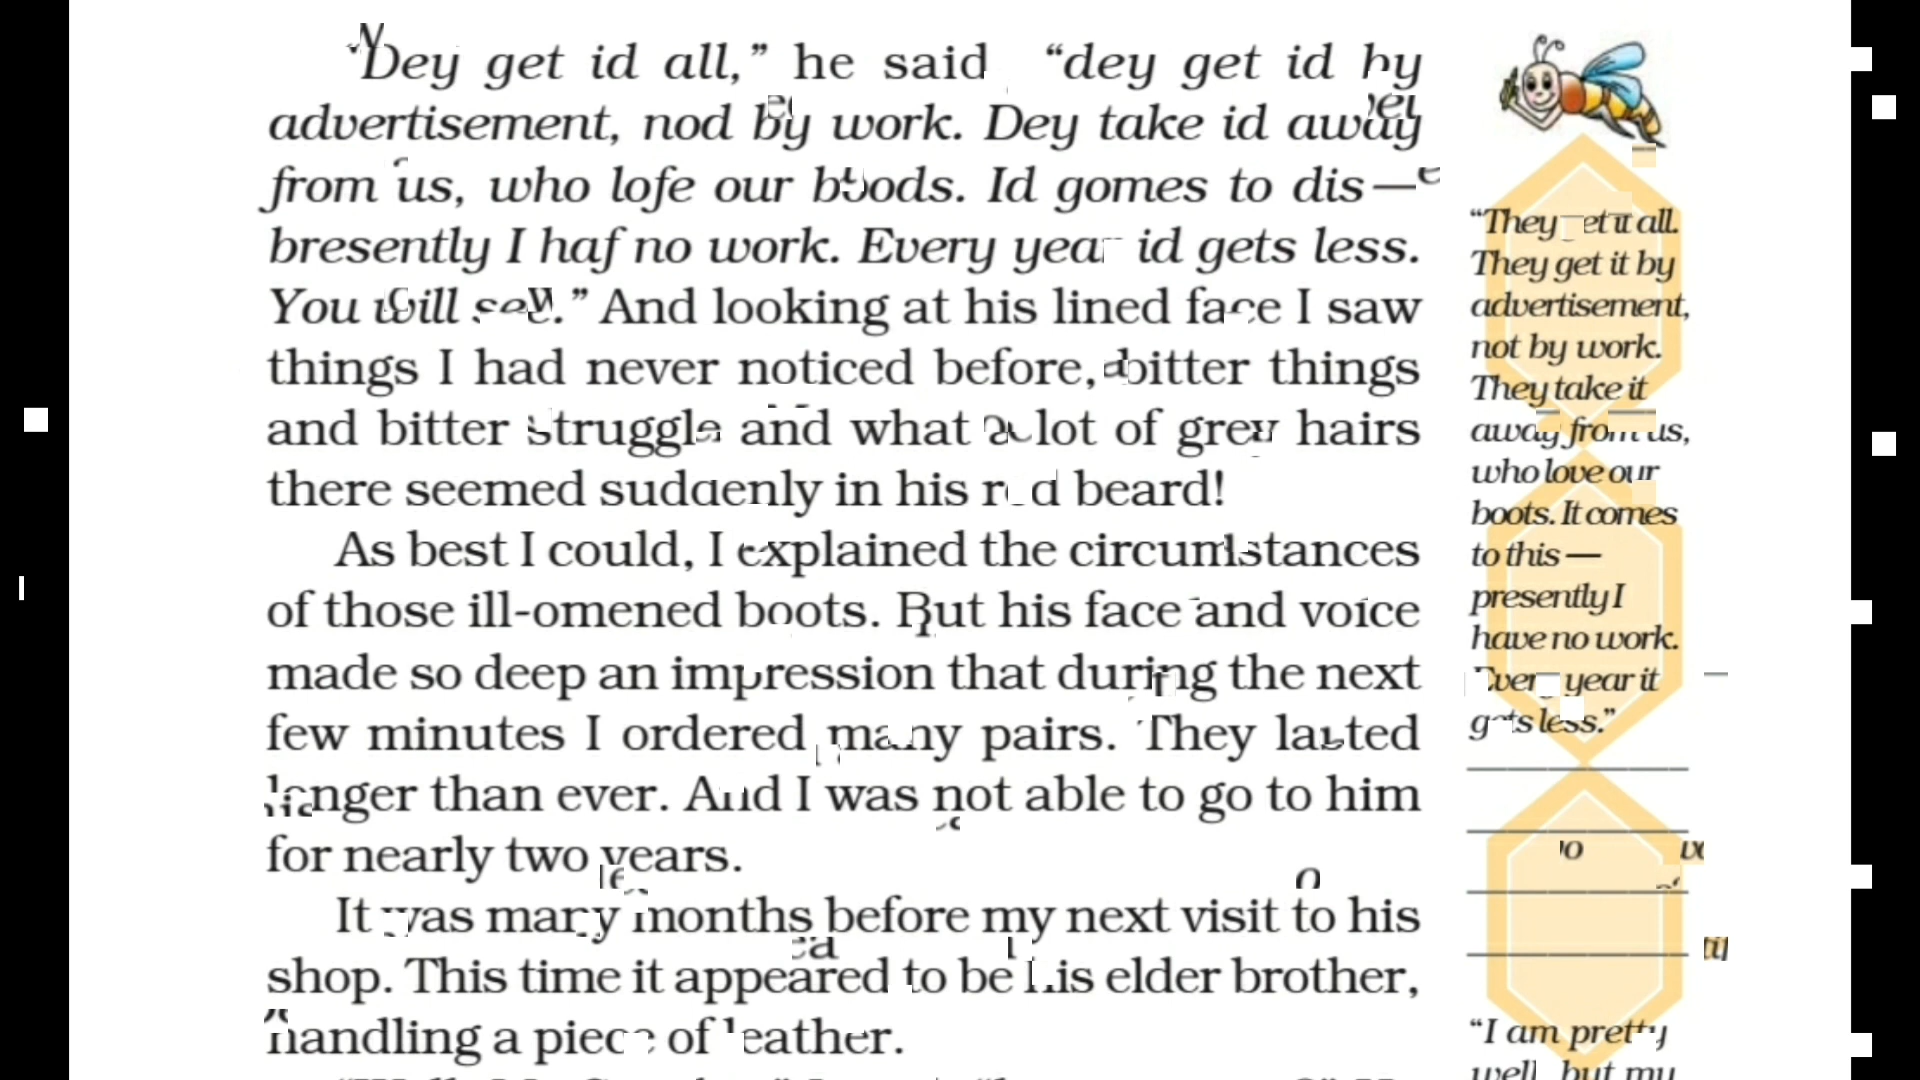 “Dey get id all,” he said “dey get id by
advertisement, nod by work. Dey take id away
from us, who lofe our boods. Id gomes to dis—
bresently I haf no work. Every year id gets less.
You will see.” And looking at his lined face I saw
things I had never noticed before, bitter things
and bitter struggle and what a lot of grey hairs
there seemed suddenly in his red beard!
As best I could, I explained the circumstances
of those ill-omened boots. But his face and voice
made so deep an impression that during the next
few minutes I ordered many pairs. They lasted
longer than ever. And I was not able to go to him
for nearly two years.
It was many months before my next visit to his
shop. This time it appeared to be his elder brother,
handling a piece of leather.
“They get it all.
They get it by
advertisement,
not by work.
They take it
away from us,
who love our
boots. It comes
to this —
presently I
have no work.
Every year it
gets less.”
“I am pretty
well, but my